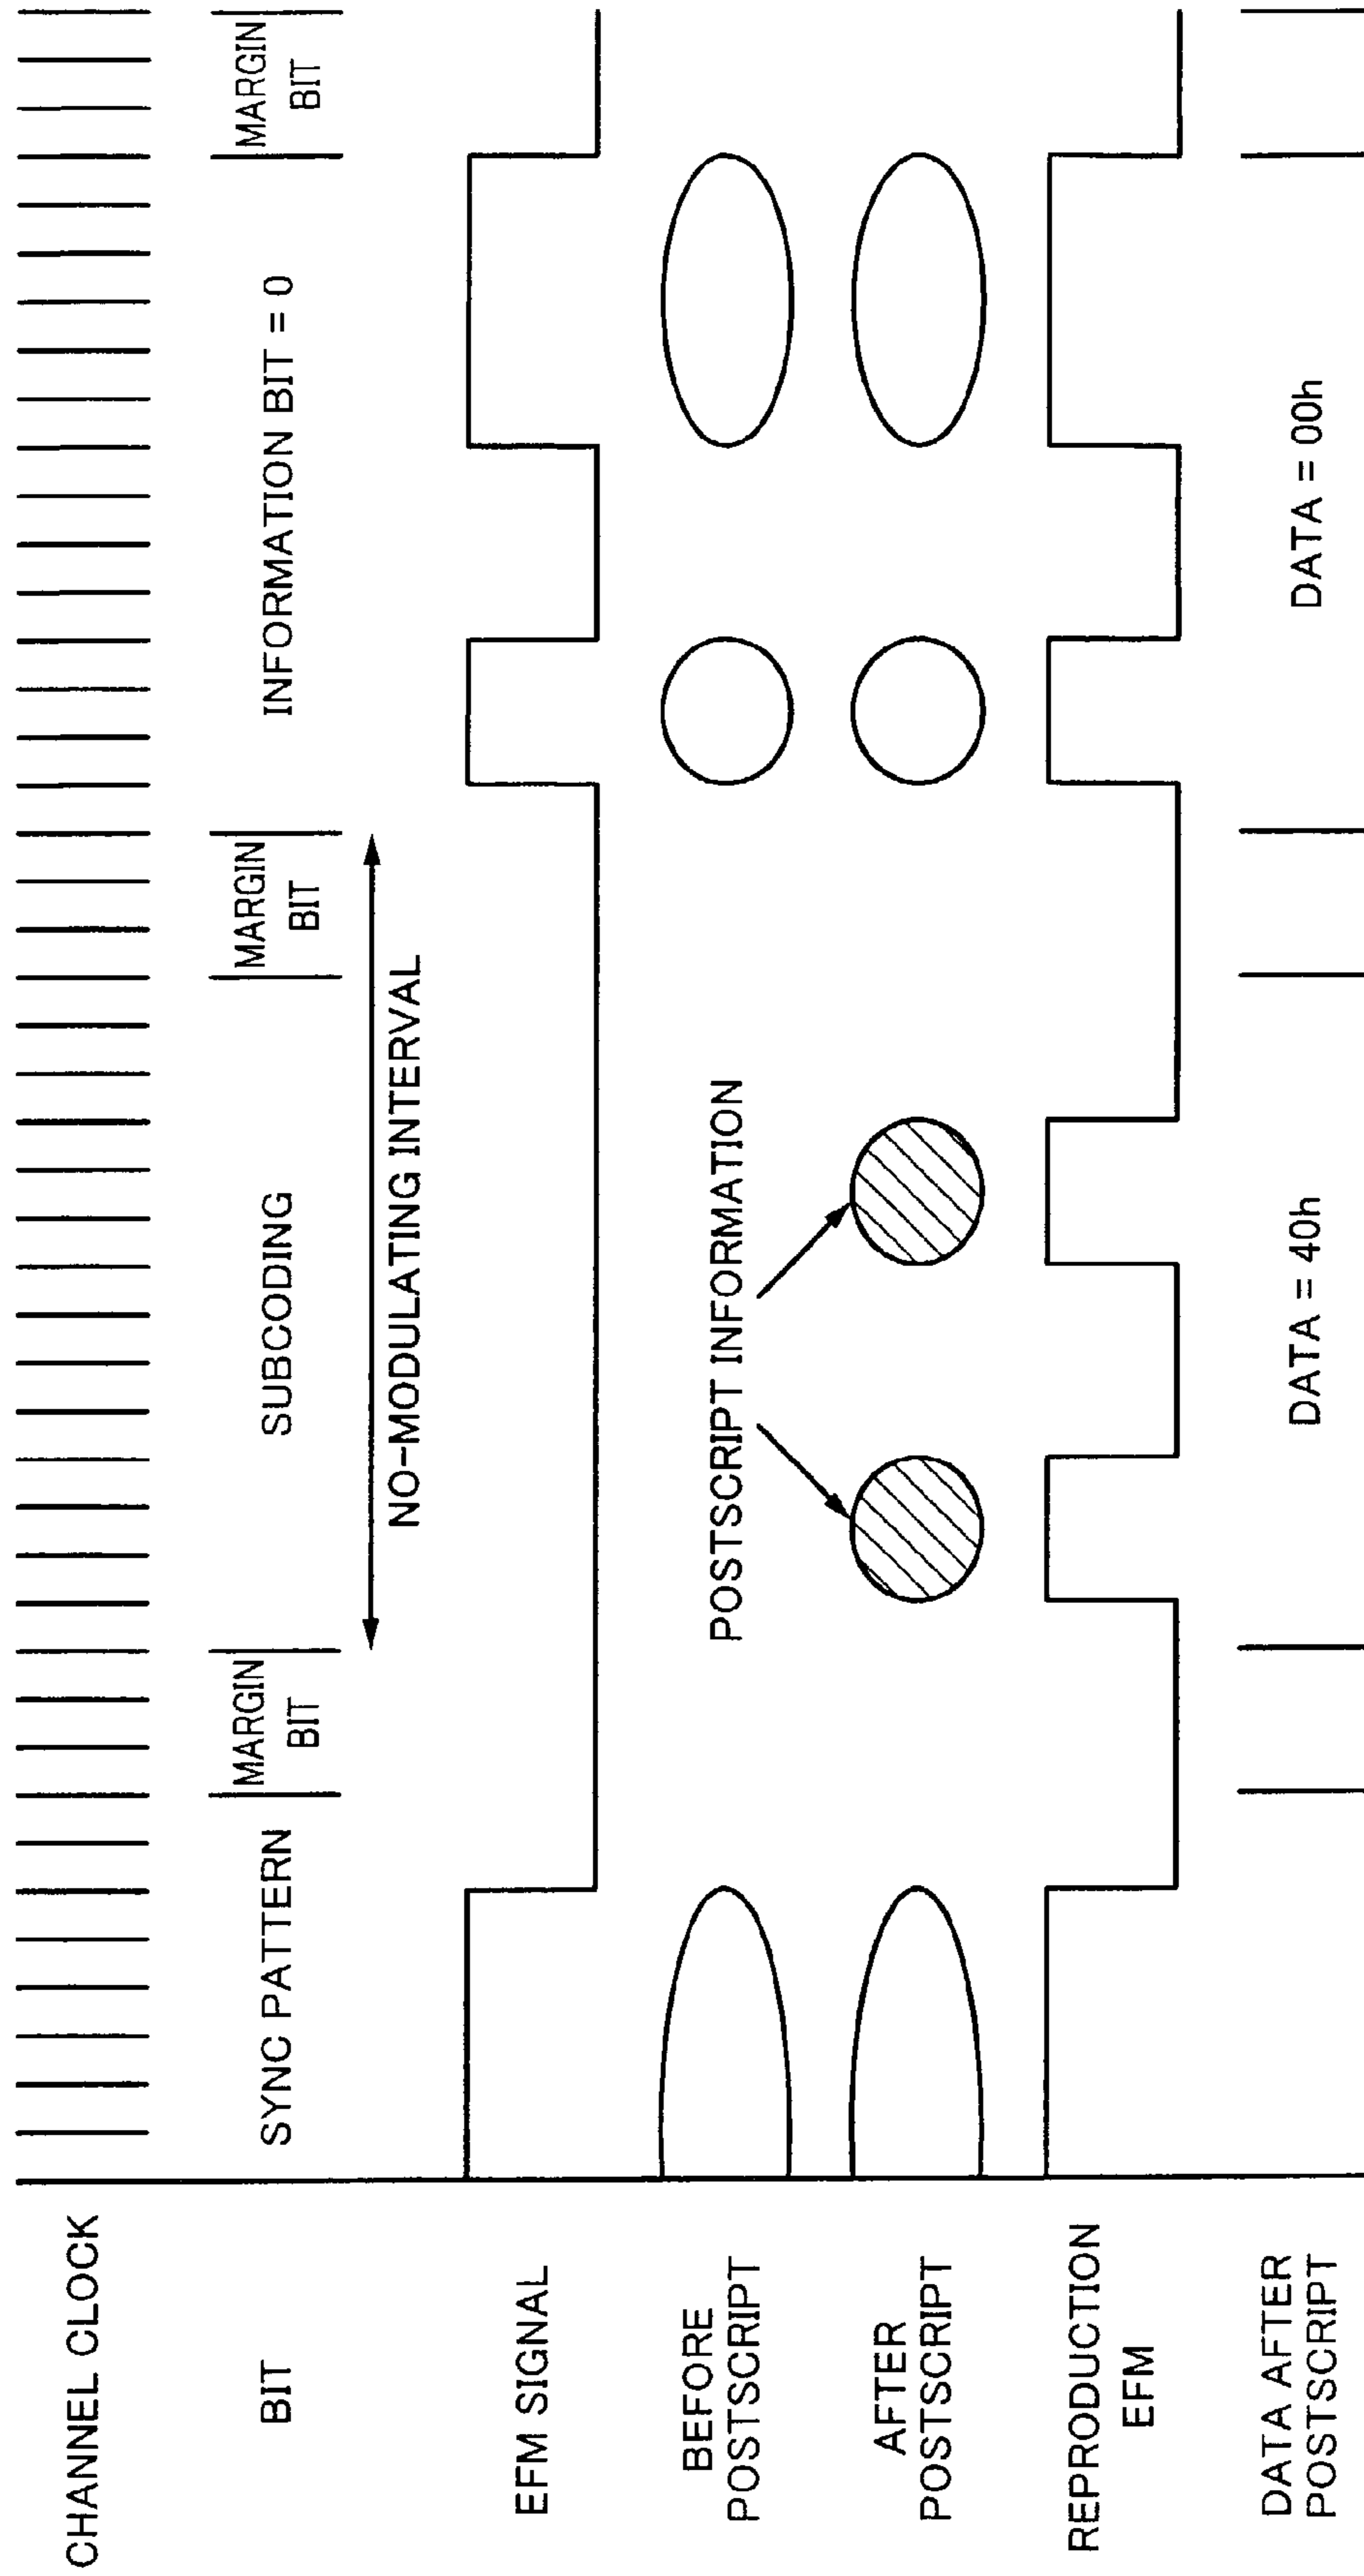 CHANNEL CLOCK
BIT
SYNC PATTERN
MARGIN
BIT
SUBCODING
MARGIN
BIT
INFORMATION BIT = 0
MARGIN
BIT
NO-MODULATING INTERVAL
EFM SIGNAL
BEFORE
POSTSCRIPT
POSTSCRIPT INFORMATION
AFTER
POSTSCRIPT
REPRODUCTION
EFM
DATA AFTER
POSTSCRIPT
DATA = 40h
DATA = 00h